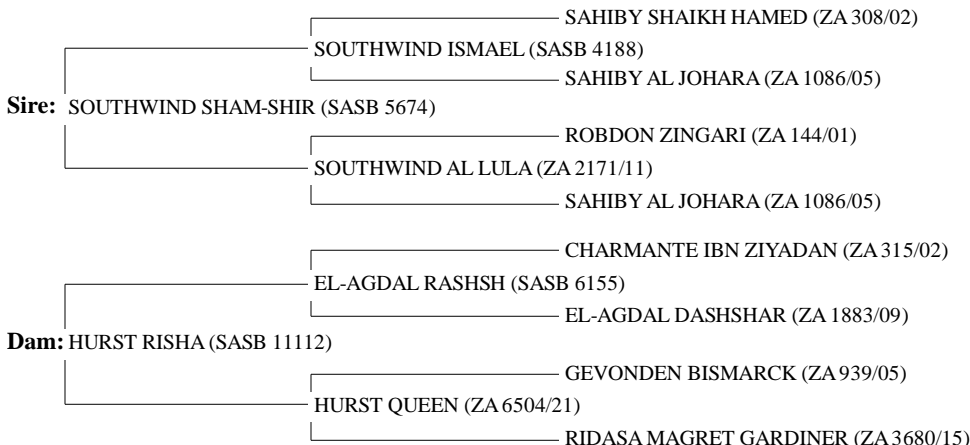 SAHIBY SHAIKH HAMED (ZA 308/02)
SOUTHWIND ISMAEL (SASB 4188)
SAHIBY AL JOHARA (ZA 1086/05)
Sire: SOUTHWIND SHAM-SHIR (SASB 5674)
ROBDON ZINGARI (ZA 144/01)
SOUTHWIND AL LULA (ZA 2171/11)
SAHIBY AL JOHARA (ZA 1086/05)
CHARMANTE IBN ZIYADAN (ZA 315/02)
EL-AGDAL RASHSH (SASB 6155)
EL-AGDAL DASHSHAR (ZA 1883/09)
Dam: HURST RISHA (SASB 11112)
GEVONDEN BISMARCK (ZA 939/05)
HURST QUEEN (ZA 6504/21)
RIDASA MAGRET GARDINER (ZA 3680/15)